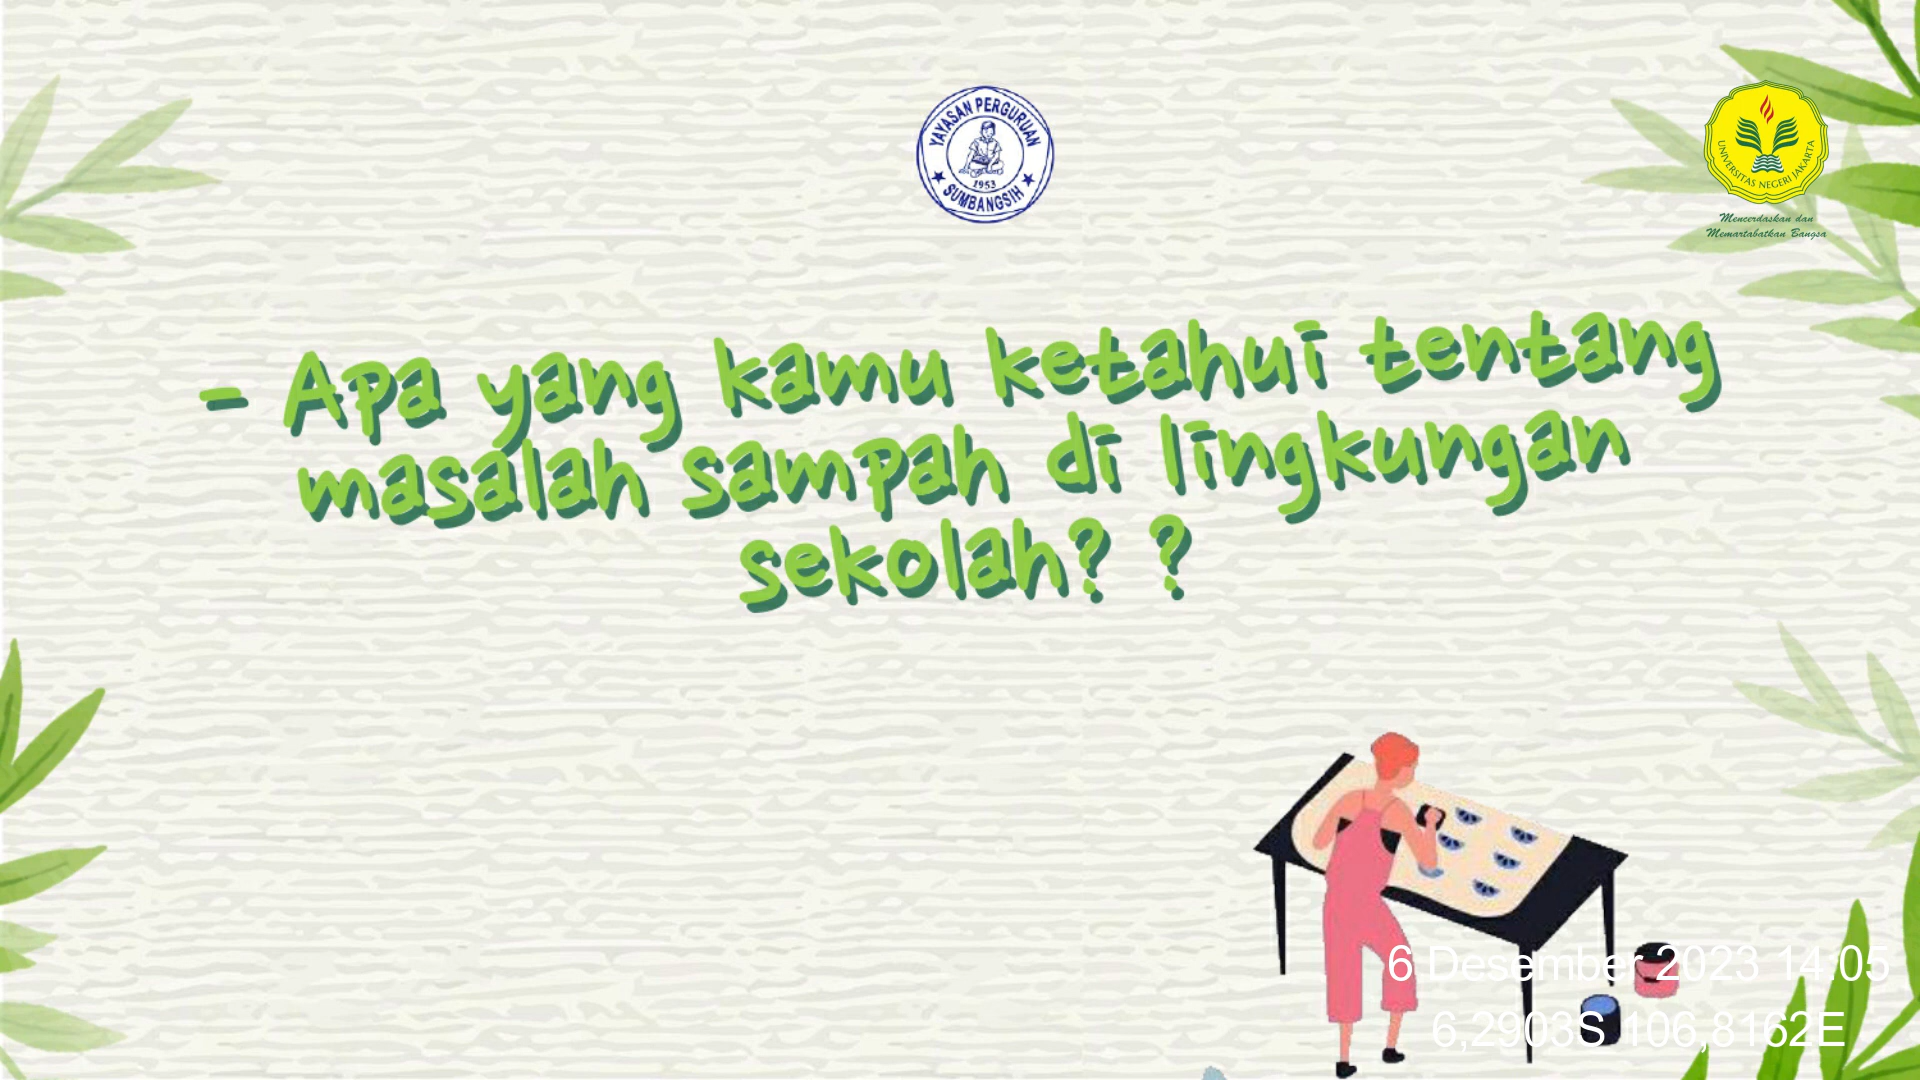 YAYASAN PERGURUAN
1953
SUMBANGSIH
UNIVERSITAS NEGERI JAKARTA
Mencerdaskan dan
Memartabatkan Bangsa
- Apa yang kamu ketahui tentang
masalah sampah di lingkungan
sekolah? ?
6 Desember 2023 14:05
6,2903S 106,8162E